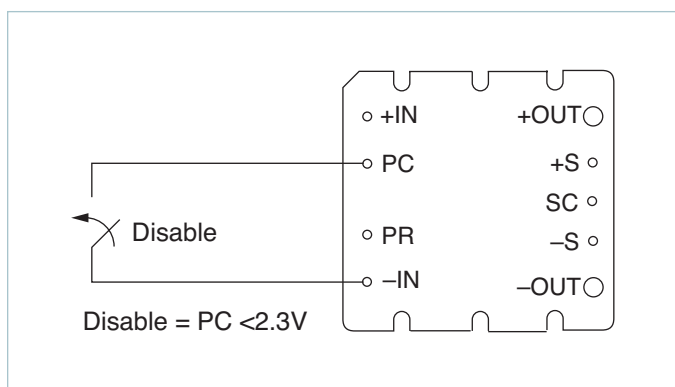 +IN +OUT
PC +S
SC
Disable
PR –S
–IN –OUT
Disable = PC <2.3V